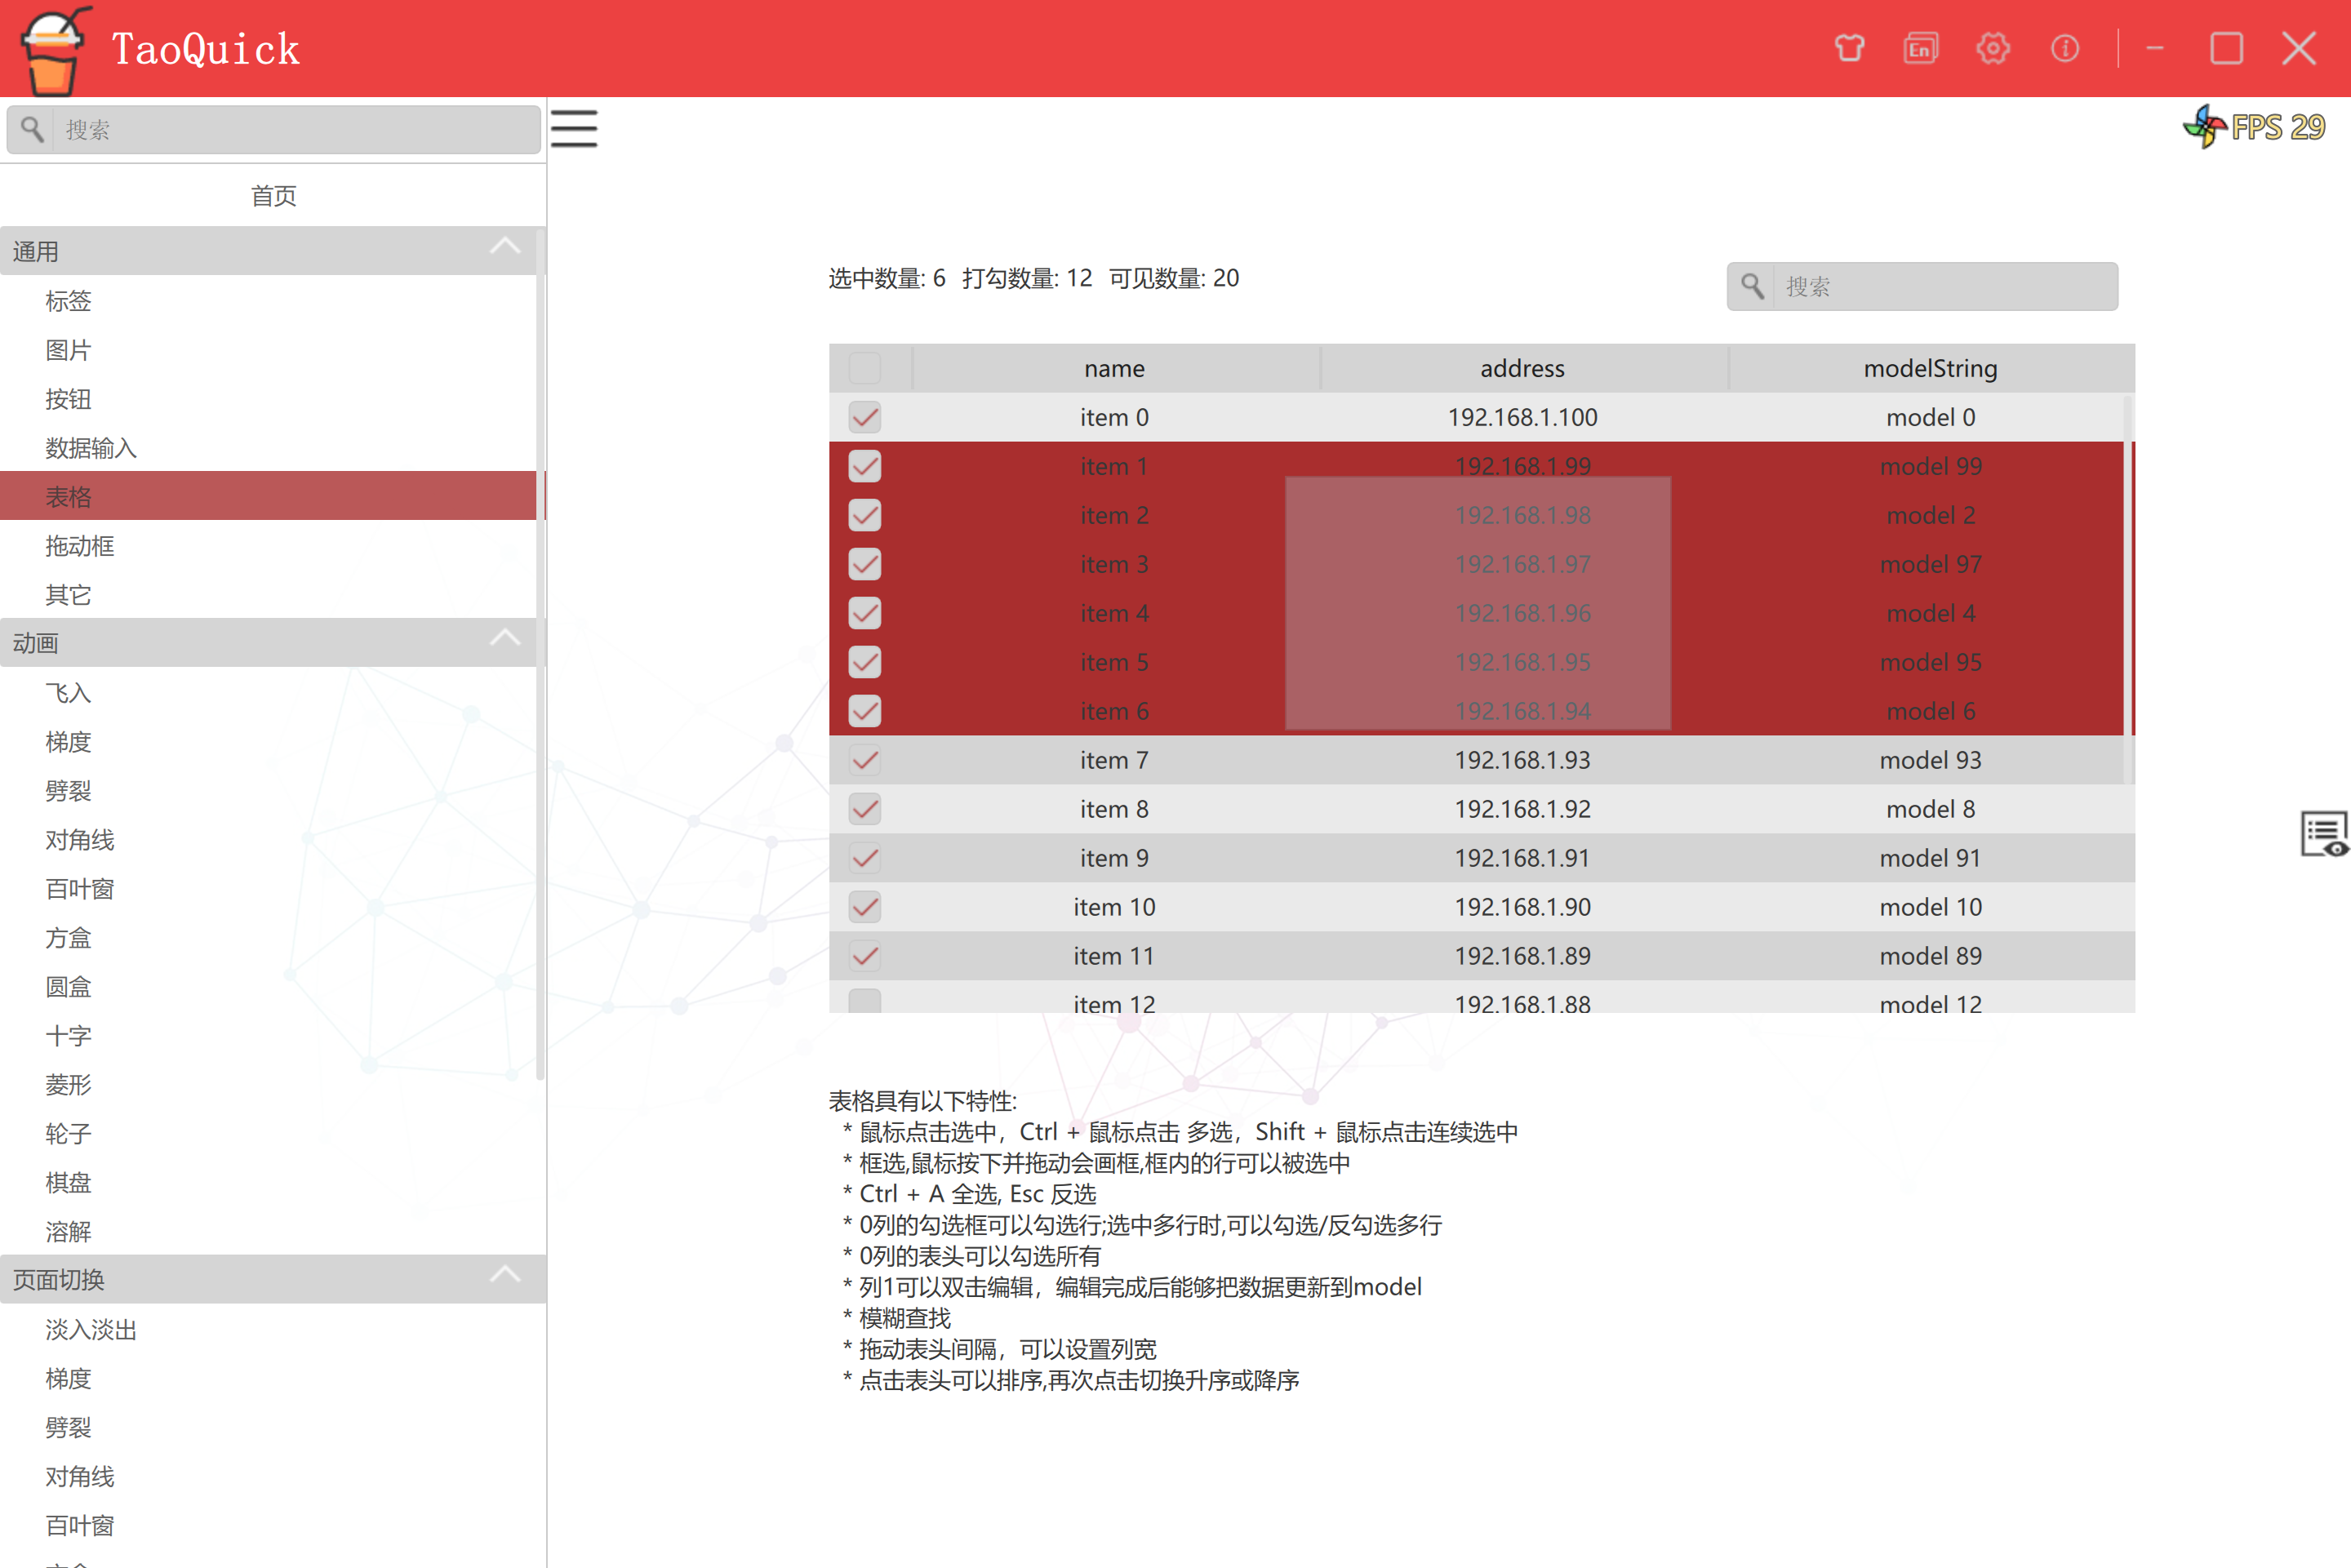 TaoQuick
En
搜索
FPS 29
首页
通用
标签
图片
按钮
数据输入
表格
拖动框
其它
动画
飞入
梯度
劈裂
对角线
百叶窗
方盒
圆盒
十字
菱形
轮子
棋盘
溶解
页面切换
淡入淡出
梯度
劈裂
对角线
百叶窗
选中数量: 6 打勾数量: 12 可见数量: 20
搜索
name address modelString
item 0 192.168.1.100 model 0
item 1 192.168.1.99 model 99
item 2 192.168.1.98 model 2
item 3 192.168.1.97 model 97
item 4 192.168.1.96 model 4
item 5 192.168.1.95 model 95
item 6 192.168.1.94 model 6
item 7 192.168.1.93 model 93
item 8 192.168.1.92 model 8
item 9 192.168.1.91 model 91
item 10 192.168.1.90 model 10
item 11 192.168.1.89 model 89
item 12 192.168.1.88 model 12
表格具有以下特性:
* 鼠标点击选中，Ctrl + 鼠标点击 多选，Shift + 鼠标点击连续选中
* 框选,鼠标按下并拖动会画框,框内的行可以被选中
* Ctrl + A 全选, Esc 反选
* 0列的勾选框可以勾选行;选中多行时,可以勾选/反勾选多行
* 0列的表头可以勾选所有
* 列1可以双击编辑，编辑完成后能够把数据更新到model
* 模糊查找
* 拖动表头间隔，可以设置列宽
* 点击表头可以排序,再次点击切换升序或降序